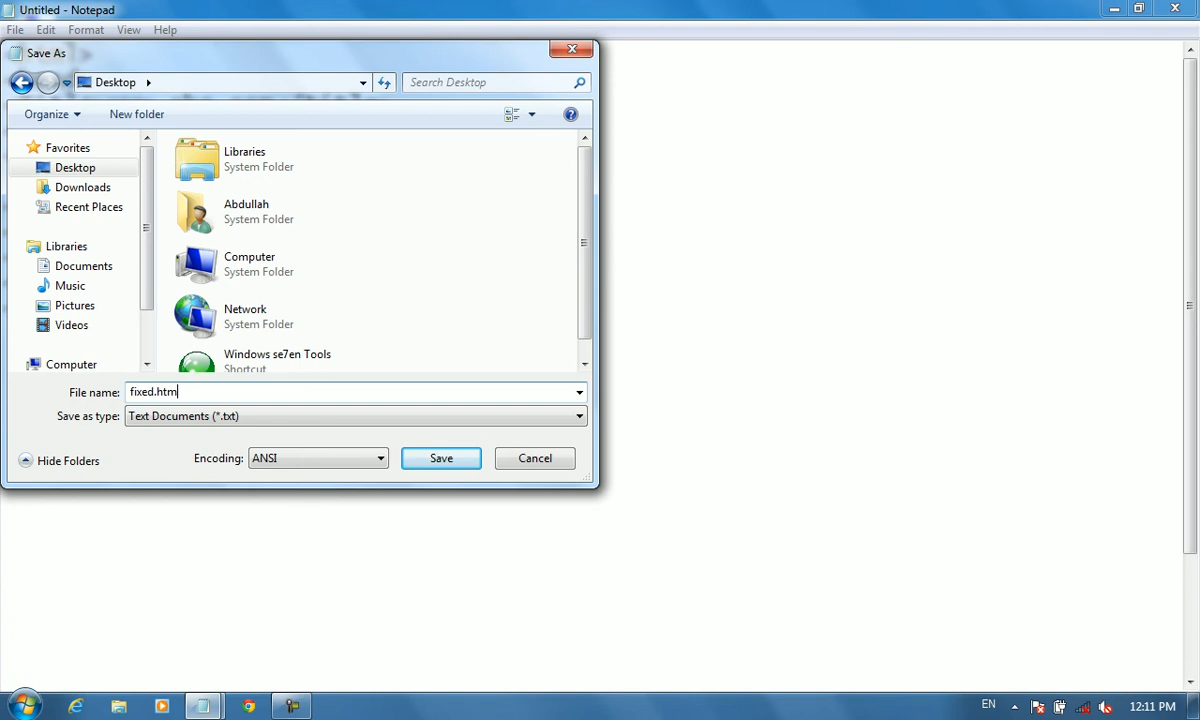 Untitled - Notepad
File Edit Format View Help
Save As
Desktop
Search Desktop
Organize New folder
Favorites
Desktop
Downloads
Recent Places
Libraries
Documents
Music
Pictures
Videos
Computer
Libraries
System Folder
Abdullah
System Folder
Computer
System Folder
Network
System Folder
Windows se7en Tools
Shortcut
File name: fixed.htm
Save as type: Text Documents (*.txt)
Hide Folders Encoding: ANSI Save Cancel
EN 12:11 PM